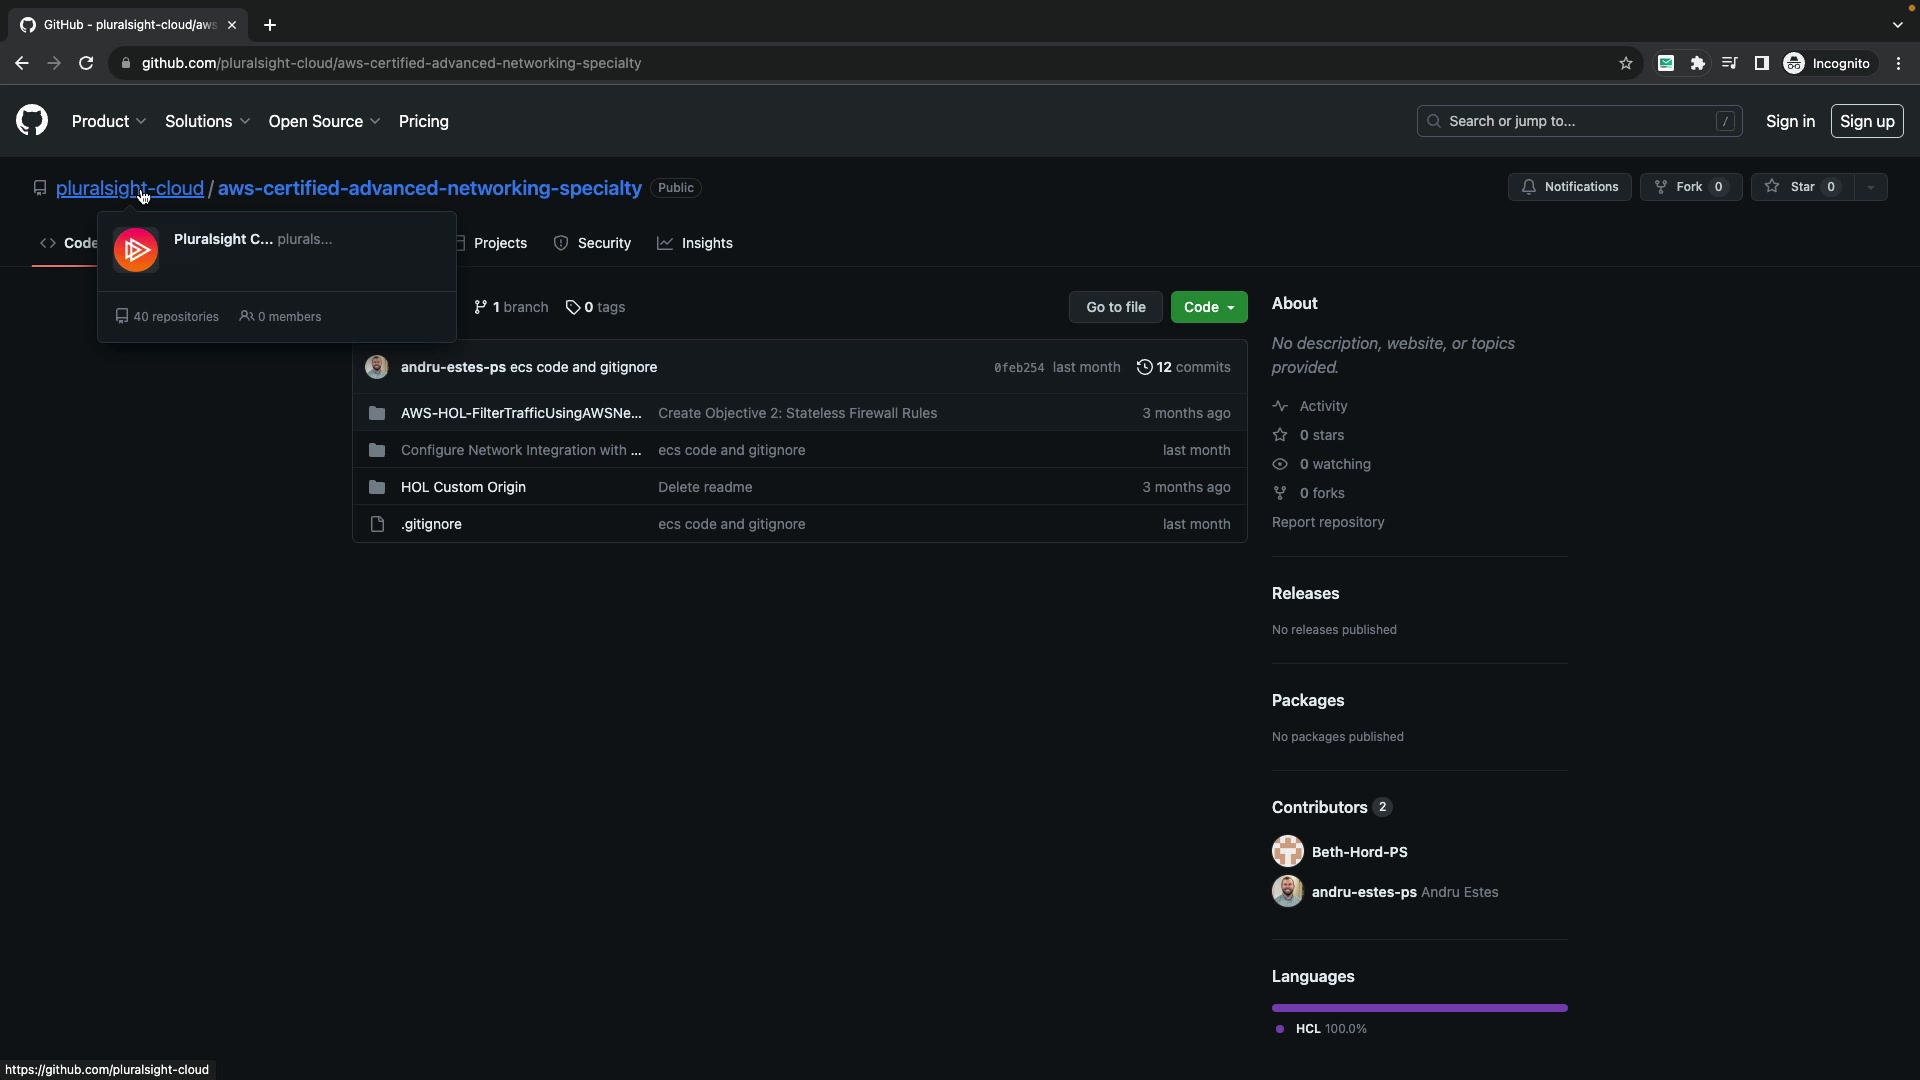 GitHub - pluralsight-cloud/aws
github.com/pluralsight-cloud/aws-certified-advanced-networking-specialty
Incognito
Product
Solutions
Open Source
Pricing
Search or jump to...
/
Sign in
Sign up
pluralsight-cloud / aws-certified-advanced-networking-specialty
Public
Notifications
Fork 0
Star 0
Code
Projects
Security
Insights
Pluralsight C... plurals...
40 repositories
0 members
1 branch
0 tags
Go to file
Code
andru-estes-ps ecs code and gitignore
0feb254 last month
12 commits
AWS-HOL-FilterTrafficUsingAWSNe... Create Objective 2: Stateless Firewall Rules 3 months ago
Configure Network Integration with ... ecs code and gitignore last month
HOL Custom Origin Delete readme 3 months ago
.gitignore ecs code and gitignore last month
About
No description, website, or topics
provided.
Activity
0 stars
0 watching
0 forks
Report repository
Releases
No releases published
Packages
No packages published
Contributors 2
Beth-Hord-PS
andru-estes-ps Andru Estes
Languages
HCL 100.0%
https://github.com/pluralsight-cloud